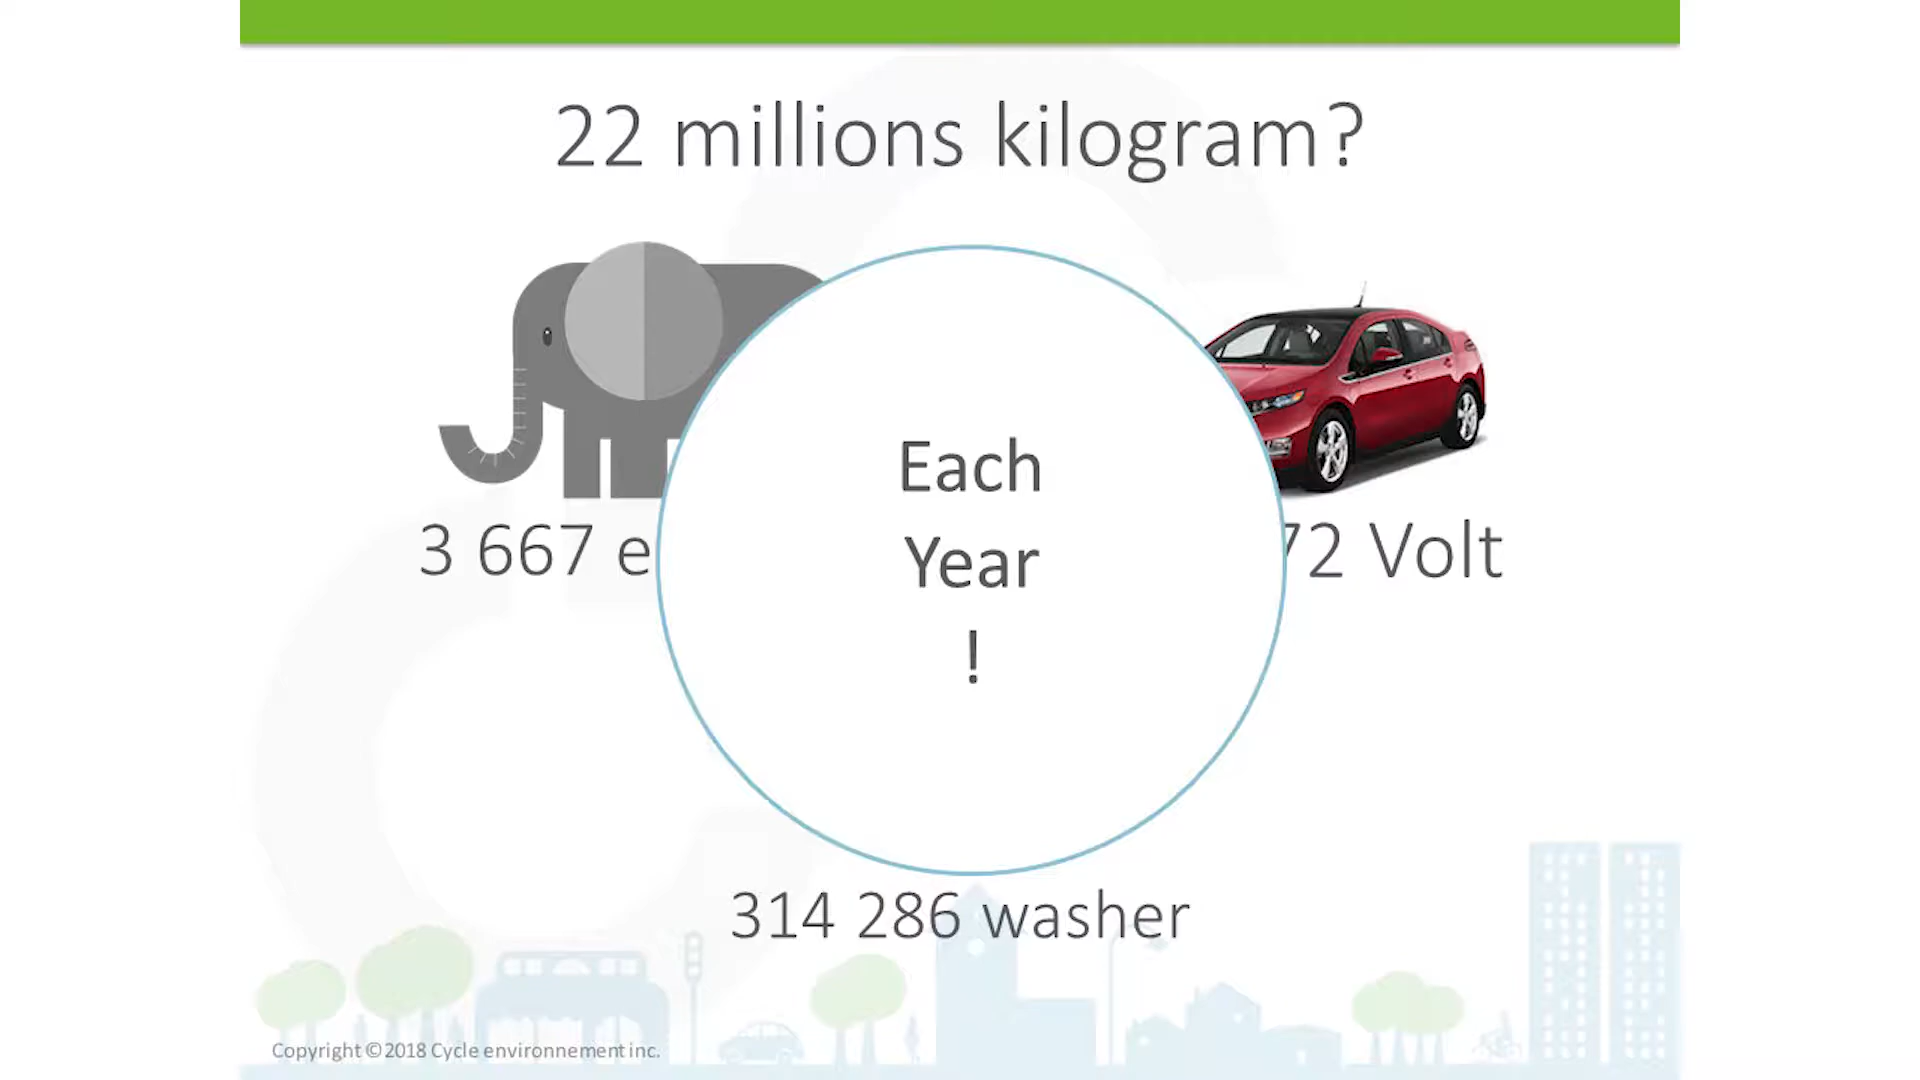 22 millions kilogram?
Each
Year
!
3 667 e
72 Volt
314 286 washer
Copyright ©2018 Cycle environnement inc.